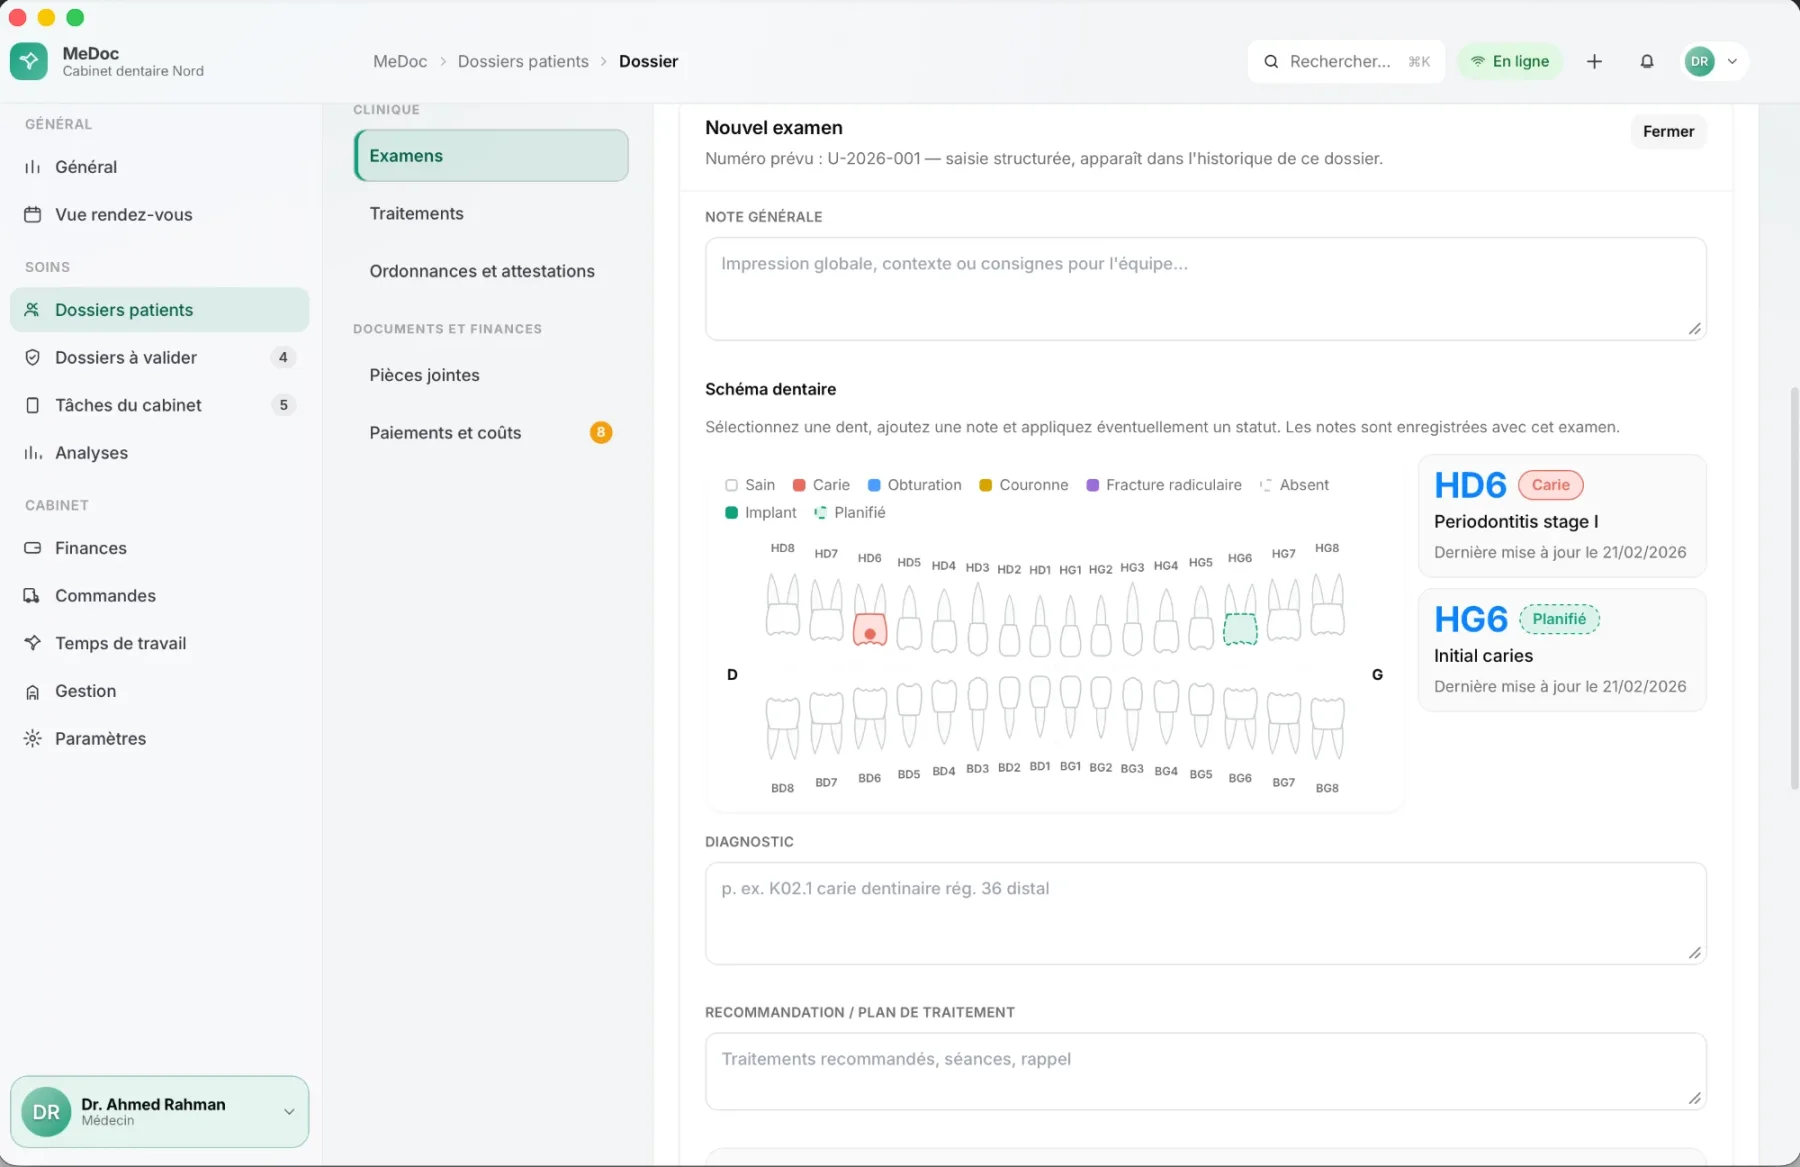 MeDoc
Cabinet dentaire Nord
MeDoc > Dossiers patients > Dossier
Rechercher... ⌘K
En ligne
DR
GÉNÉRAL
Général
Vue rendez-vous
SOINS
Dossiers patients
Dossiers à valider 4
Tâches du cabinet 5
Analyses
CABINET
Finances
Commandes
Temps de travail
Gestion
Paramètres
DR
Dr. Ahmed Rahman
Médecin
CLINIQUE
Examens
Traitements
Ordonnances et attestations
DOCUMENTS ET FINANCES
Pièces jointes
Paiements et coûts 8
Nouvel examen
Fermer
Numéro prévu : U-2026-001 — saisie structurée, apparaît dans l'historique de ce dossier.
NOTE GÉNÉRALE
Impression globale, contexte ou consignes pour l'équipe...
Schéma dentaire
Sélectionnez une dent, ajoutez une note et appliquez éventuellement un statut. Les notes sont enregistrées avec cet examen.
Sain Carie Obturation Couronne Fracture radiculaire Absent
Implant Planifié
HD8 HD7 HD6 HD5 HD4 HD3 HD2 HD1 HG1 HG2 HG3 HG4 HG5 HG6 HG7 HG8
D G
BD8 BD7 BD6 BD5 BD4 BD3 BD2 BD1 BG1 BG2 BG3 BG4 BG5 BG6 BG7 BG8
HD6 Carie
Periodontitis stage I
Dernière mise à jour le 21/02/2026
HG6 Planifié
Initial caries
Dernière mise à jour le 21/02/2026
DIAGNOSTIC
p. ex. K02.1 carie dentinaire rég. 36 distal
RECOMMANDATION / PLAN DE TRAITEMENT
Traitements recommandés, séances, rappel